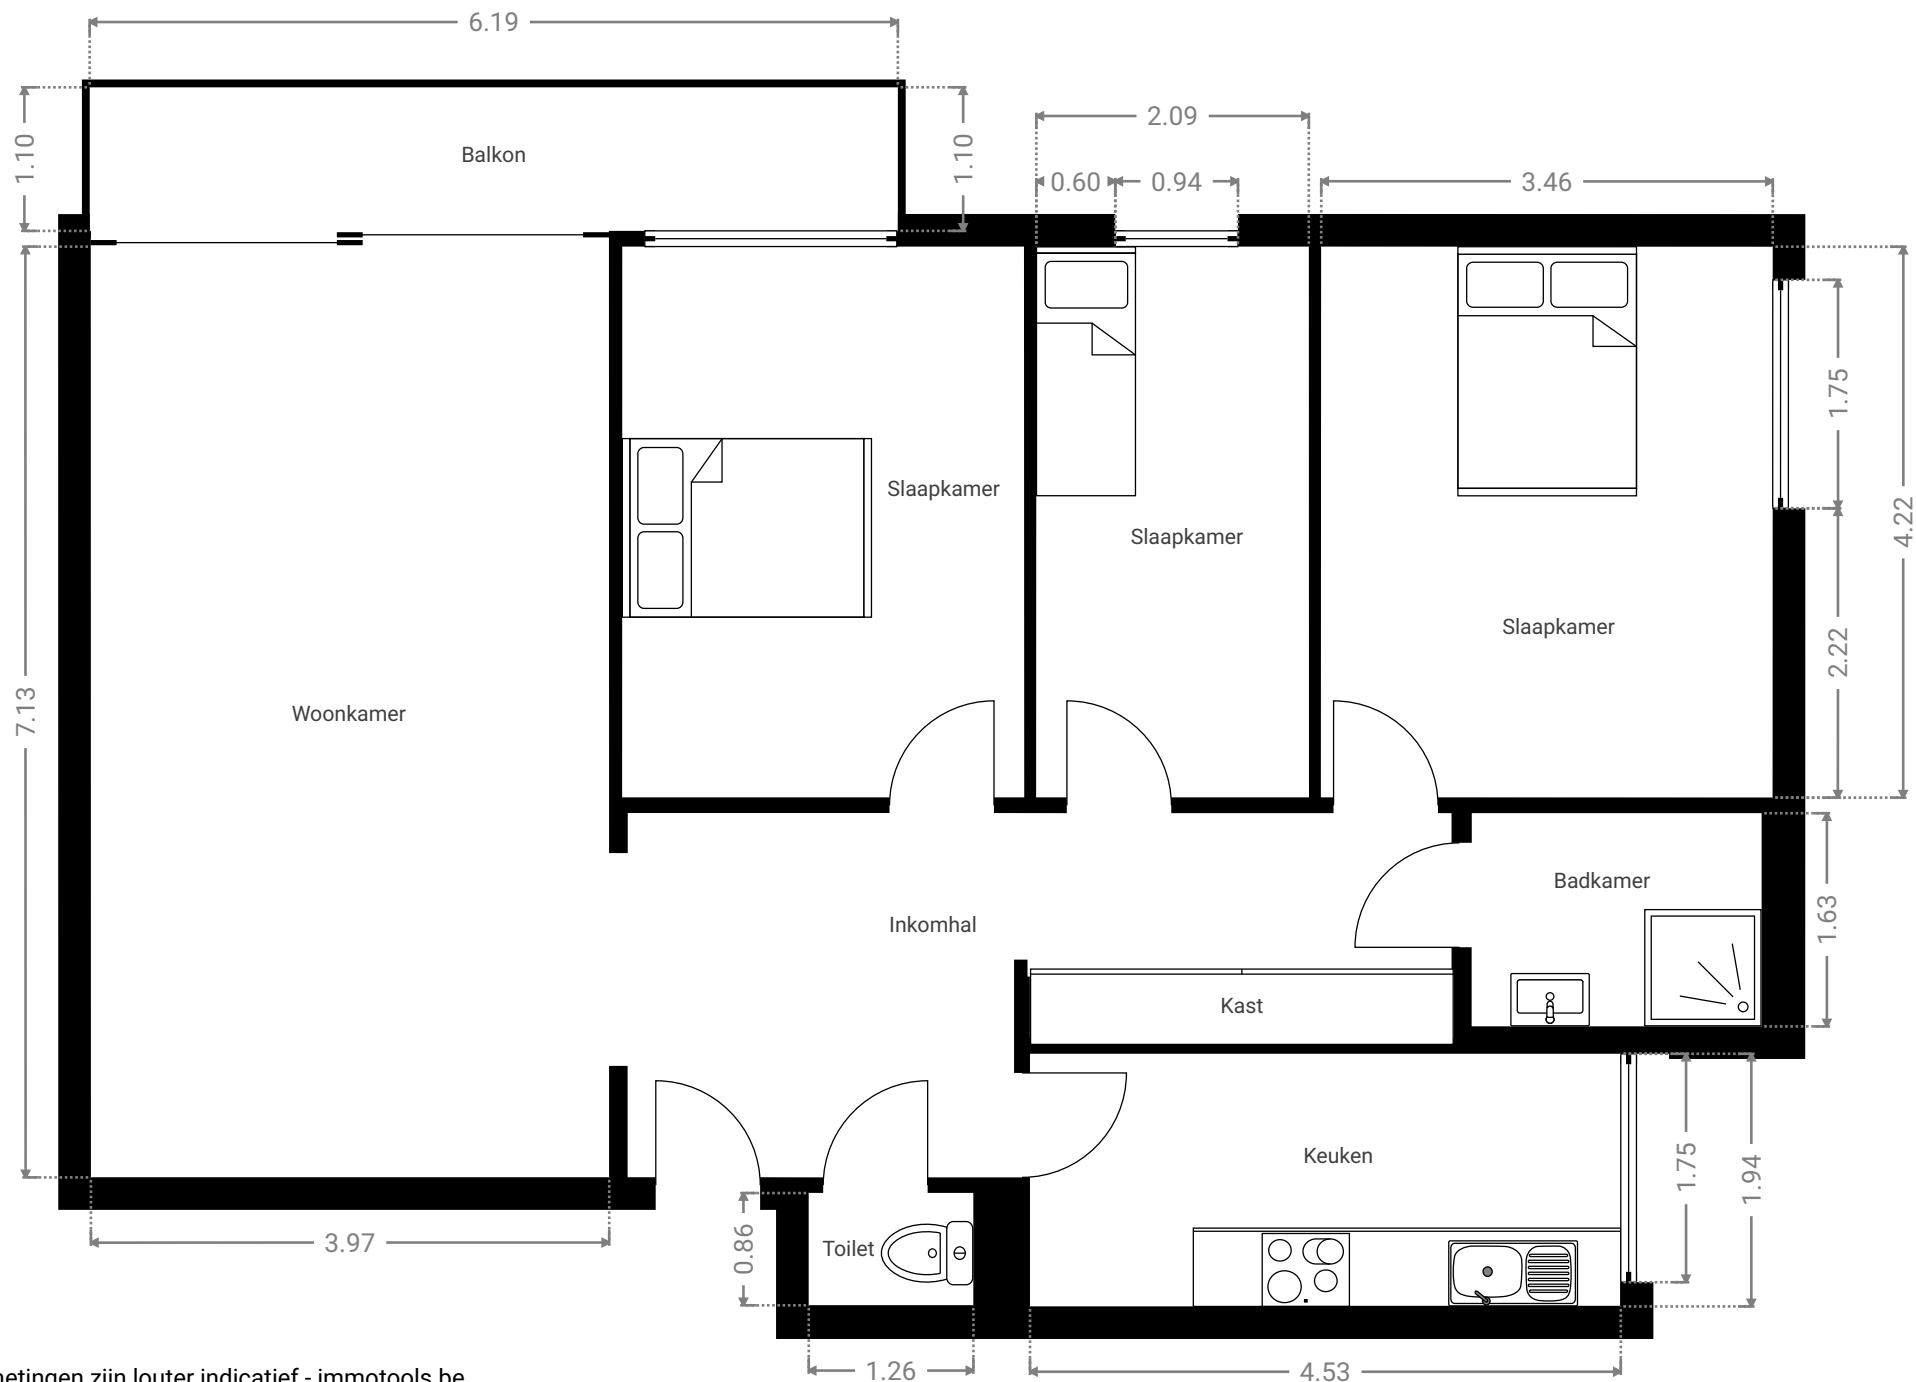 6.19
1.10
Balkon
1.10
2.09
0.60
0.94
3.46
Slaapkamer
Slaapkamer
Slaapkamer
1.75
4.22
2.22
7.13
Woonkamer
Badkamer
1.63
Inkomhal
Kast
Keuken
1.75
1.94
3.97
0.86
Toilet
1.26
4.53
zijn louter indicatief - immotools.be